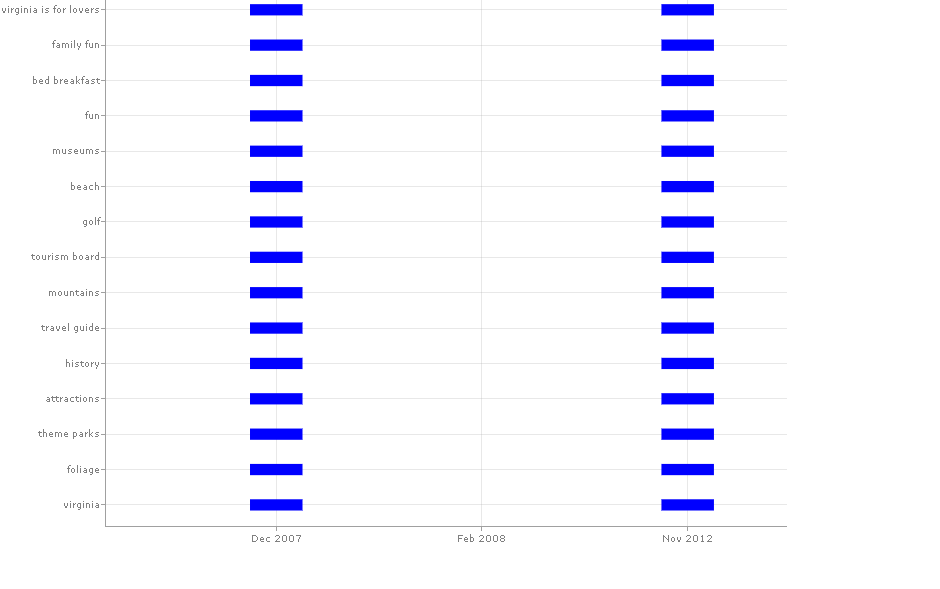 virginia is for lovers
family fun
bed breakfast
fun
museums
beach
golf
tourism board
mountains
travel guide
history
attractions
theme parks
foliage
virginia
Dec 2007 Feb 2008 Nov 2012